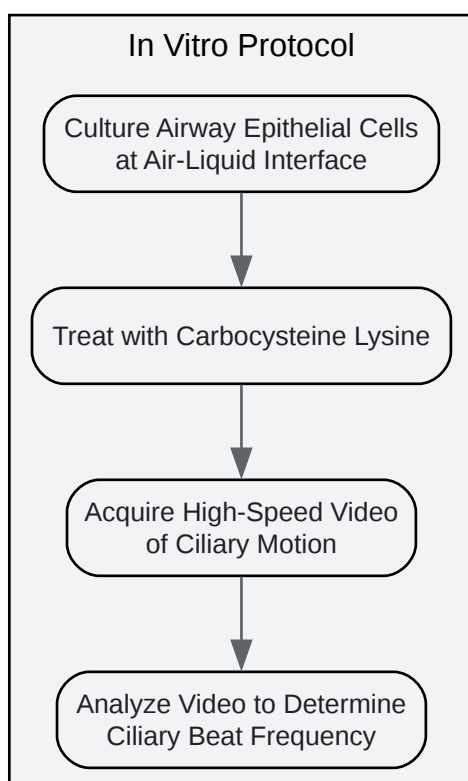 In Vitro Protocol
Culture Airway Epithelial Cells
at Air-Liquid Interface
Treat with Carbocysteine Lysine
Acquire High-Speed Video
of Ciliary Motion
Analyze Video to Determine
Ciliary Beat Frequency